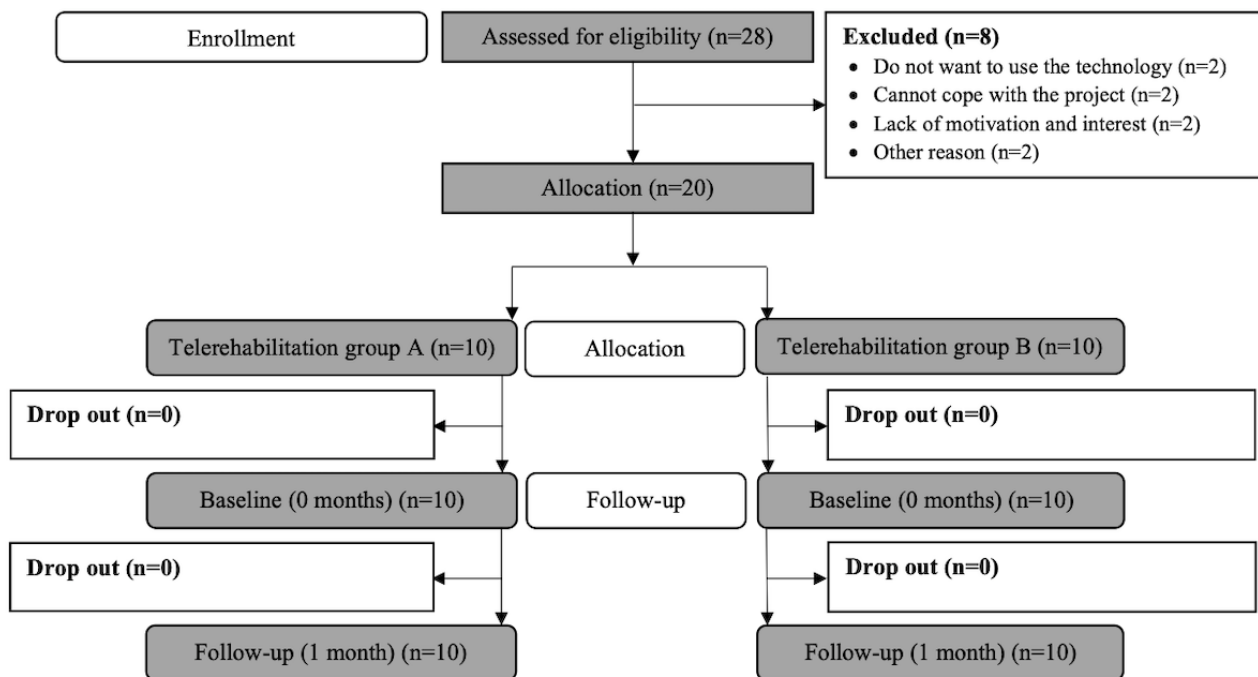 Enrollment
Assessed for eligibility (n=28)
Excluded (n=8)
• Do not want to use the technology (n=2)
• Cannot cope with the project (n=2)
• Lack of motivation and interest (n=2)
• Other reason (n=2)
Allocation (n=20)
Telerehabilitation group A (n=10)
Allocation
Telerehabilitation group B (n=10)
Drop out (n=0)
Drop out (n=0)
Baseline (0 months) (n=10)
Follow-up
Baseline (0 months) (n=10)
Drop out (n=0)
Drop out (n=0)
Follow-up (1 month) (n=10)
Follow-up (1 month) (n=10)